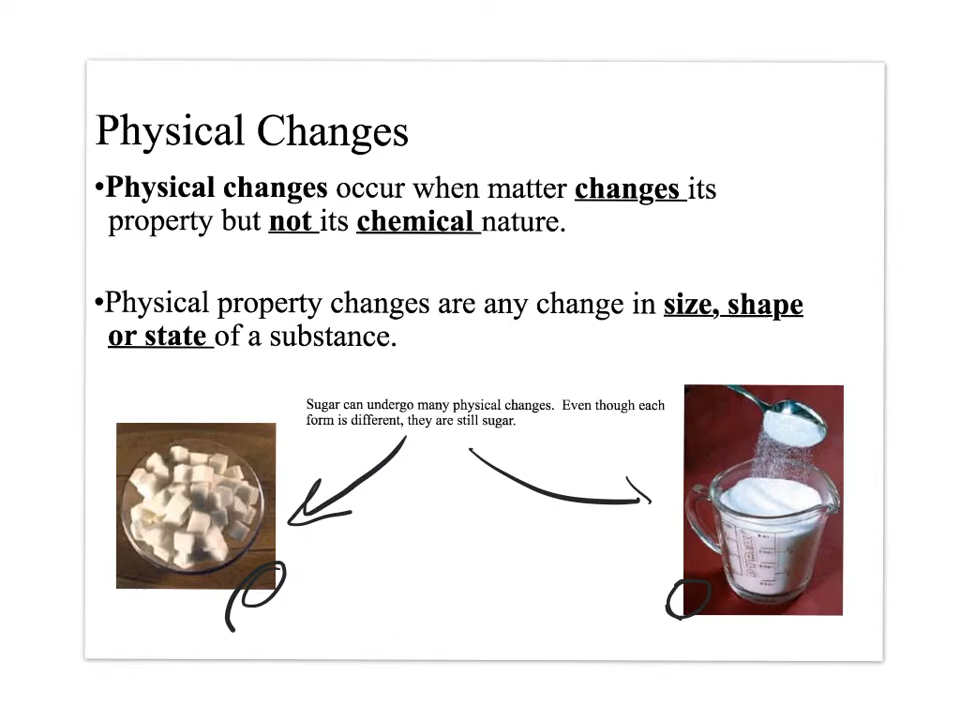 Physical Changes
•Physical changes occur when matter changes its
property but not its chemical nature.
•Physical property changes are any change in size, shape
or state of a substance.
Sugar can undergo many physical changes. Even though each
form is different, they are still sugar.
PYREX